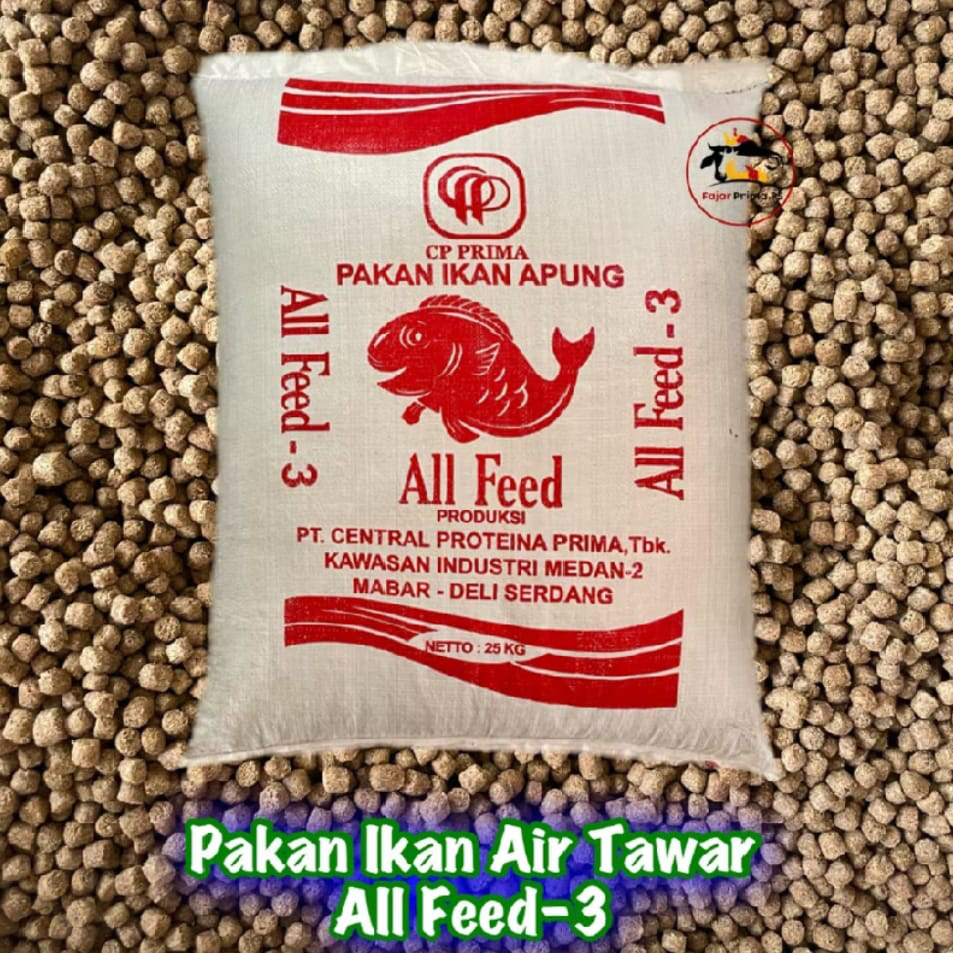 Fajar Prima
CP PRIMA
PAKAN IKAN APUNG
All Feed - 3
All Feed - 3
All Feed
PRODUKSI
PT. CENTRAL PROTEINA PRIMA,Tbk.
KAWASAN INDUSTRI MEDAN-2
MABAR - DELI SERDANG
NETTO : 25 KG
Pakan Ikan Air Tawar
All Feed-3